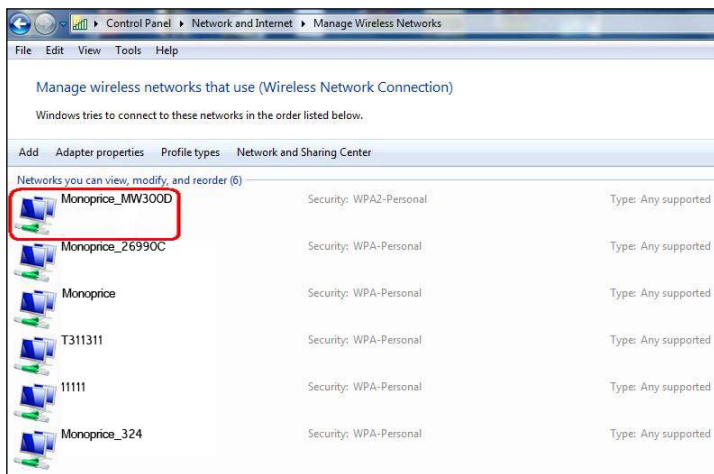 Control Panel Network and Internet Manage Wireless Networks
File Edit View Tools Help
Manage wireless networks that use (Wireless Network Connection)
Windows tries to connect to these networks in the order listed below.
Add Adapter properties Profile types Network and Sharing Center
Networks you can view, modify, and reorder (6)
Monoprice_MW300D Security: WPA2-Personal Type: Any supported
Monoprice_26990C Security: WPA-Personal Type: Any supported
Monoprice Security: WPA-Personal Type: Any supported
T311311 Security: WPA-Personal Type: Any supported
11111 Security: WPA-Personal Type: Any supported
Monoprice_324 Security: WPA-Personal Type: Any supported